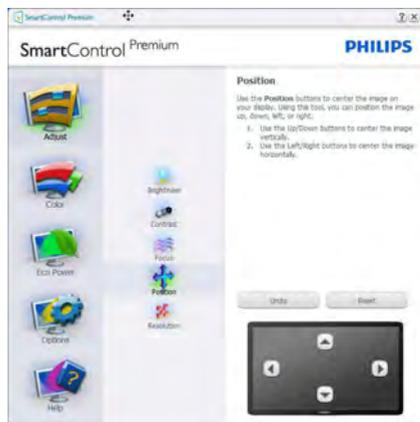 SmartControl Premium
SmartControl Premium
PHILIPS
Adjust
Color
Eco Power
Options
Help
Brightness
Contrast
Focus
Position
Resolution
Position
Use the Position buttons to center the image on
your display. Using the tool, you can position the image
up, down, left, or right.
1. Use the Up/Down buttons to center the image
vertically.
2. Use the Left/Right buttons to center the image
horizontally.
Undo
Reset